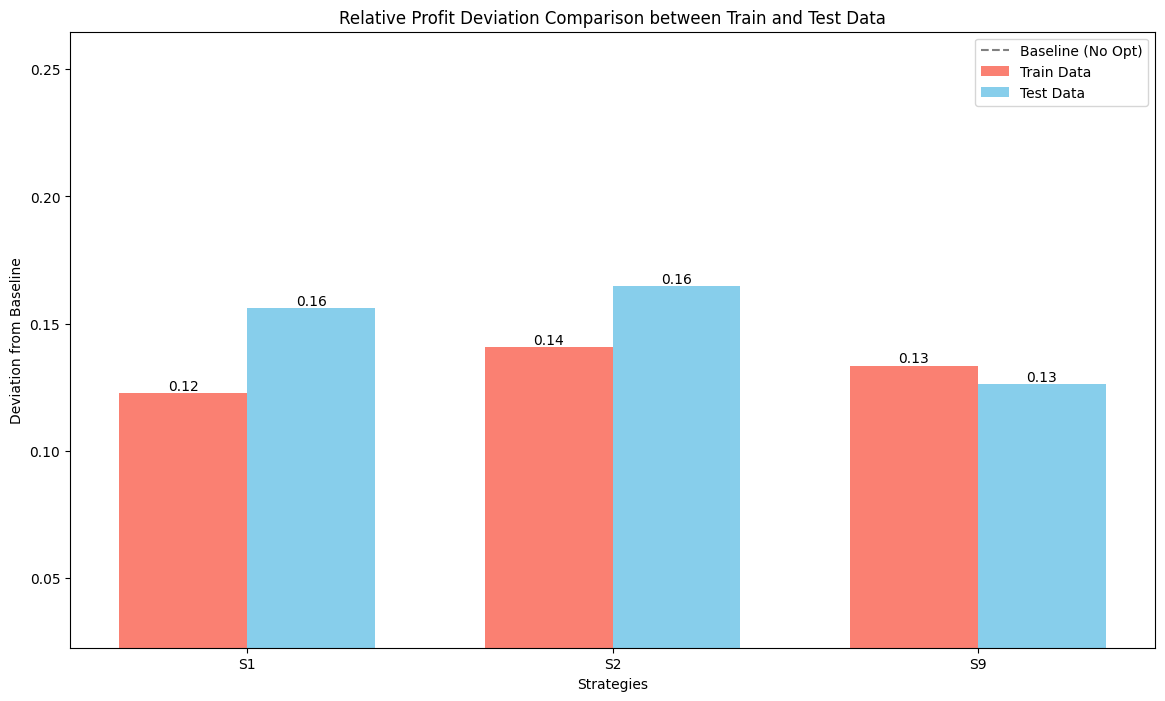 Relative Profit Deviation Comparison between Train and Test Data
Baseline (No Opt)
Train Data
Test Data
Deviation from Baseline
0.25
0.20
0.15
0.10
0.05
0.12
0.16
0.14
0.16
0.13
0.13
S1
S2
S9
Strategies